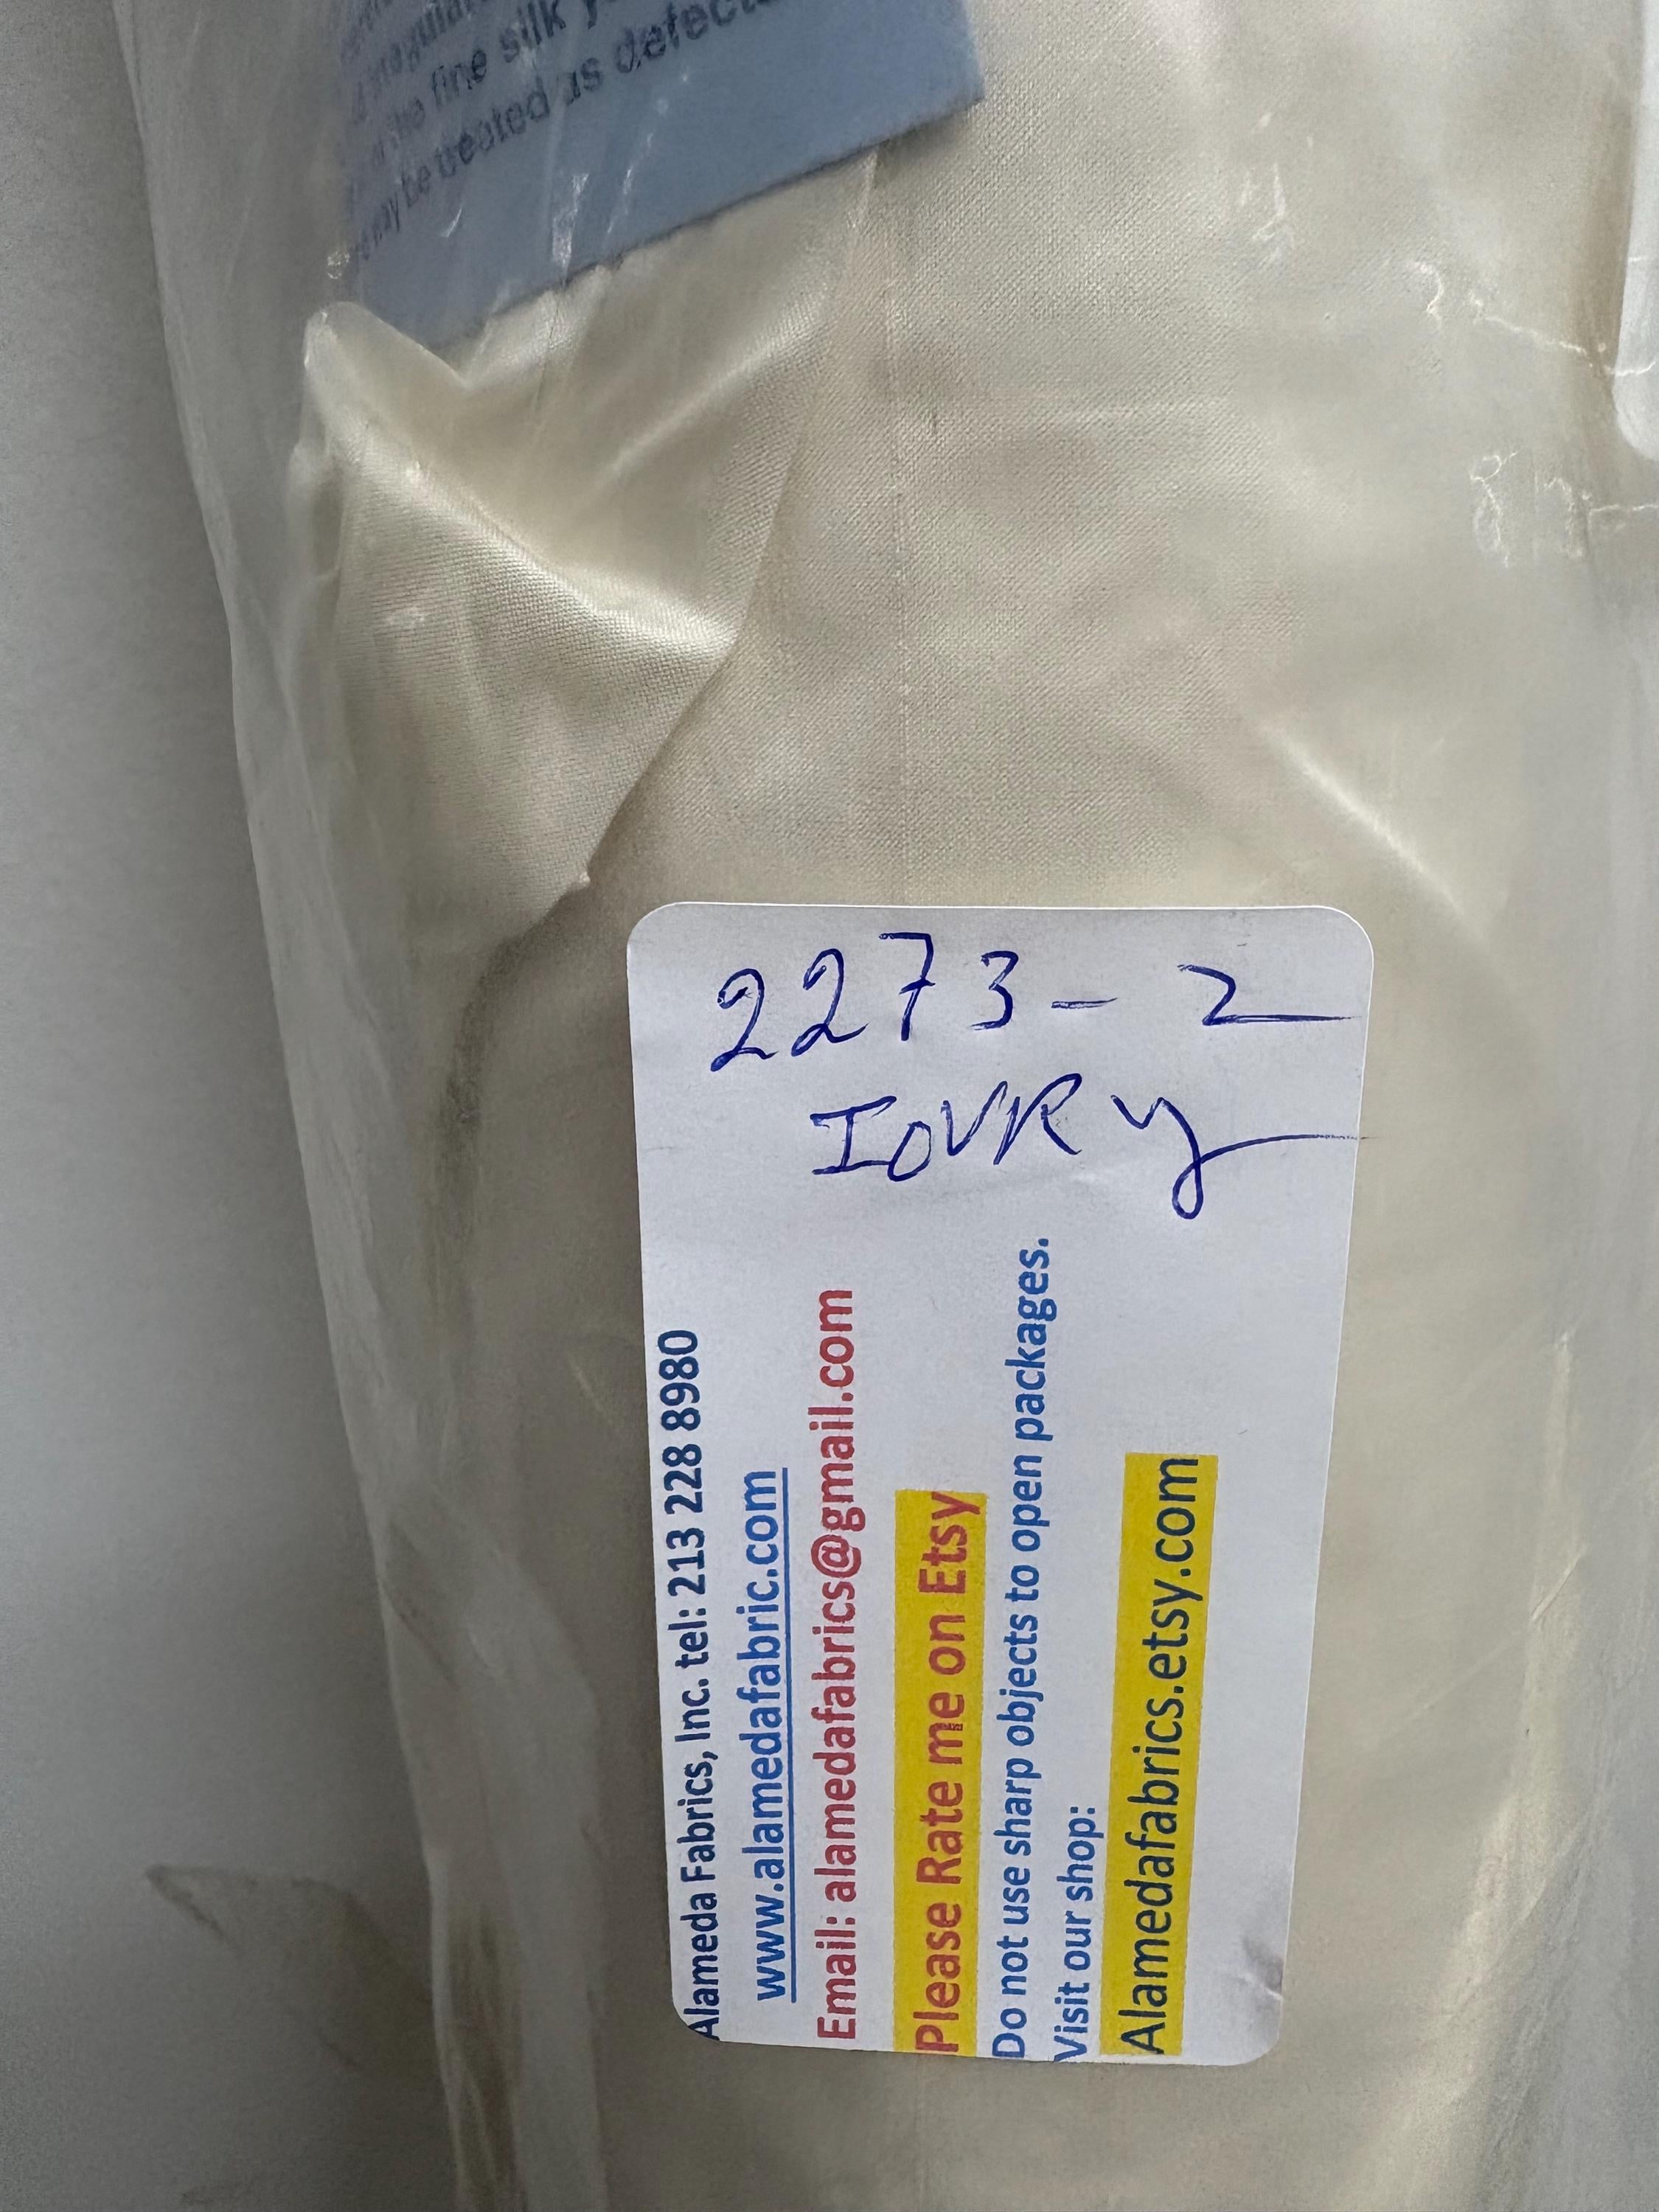 the fine silk
be treated as
2273-2
IOVRY
Alameda Fabrics, Inc. tel: 213 228 8980
www.alamedafabric.com
Email: alamedafabrics@gmail.com
Please Rate me on Etsy
Do not use sharp objects to open packages.
Visit our shop:
Alamedafabrics.etsy.com